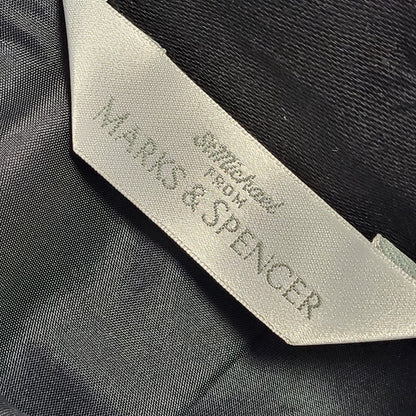 St Michael
FROM
MARKS & SPENCER